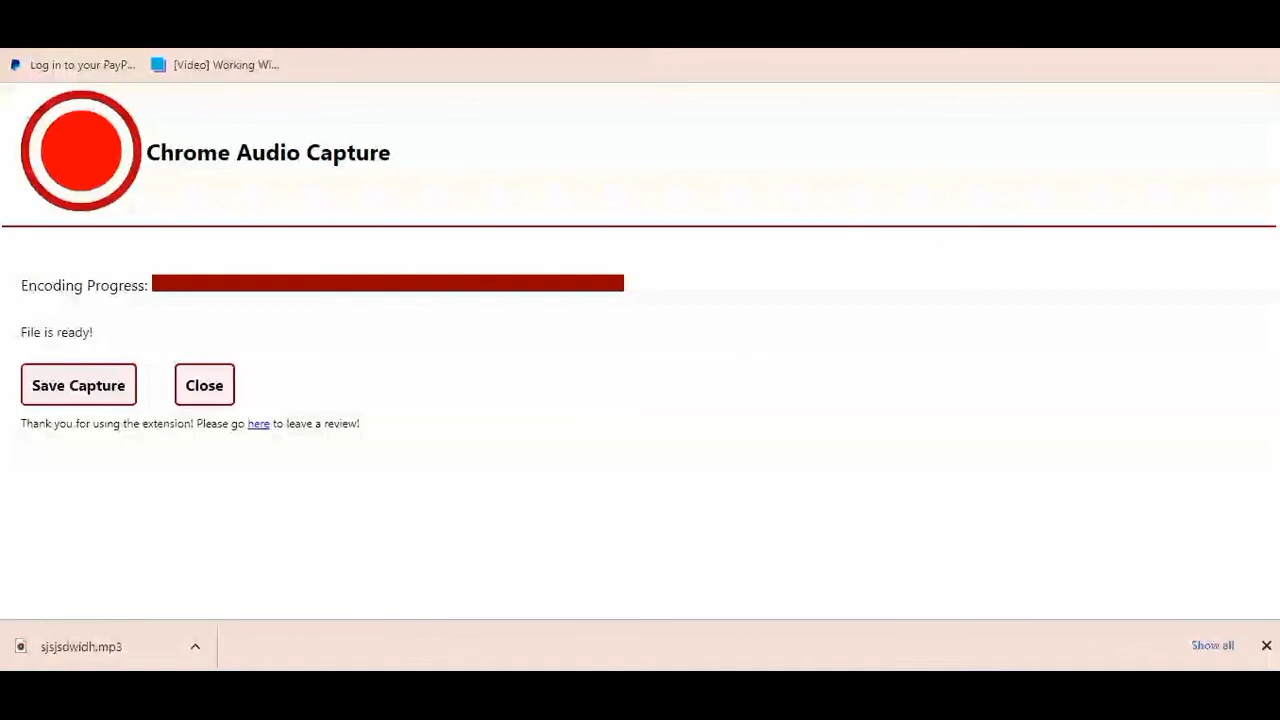 Log in to your PayP... [Video] Working Wi...
Chrome Audio Capture
Encoding Progress:
File is ready!
Save Capture Close
Thank you for using the extension! Please go here to leave a review!
sjsjsdwidh.mp3 Show all